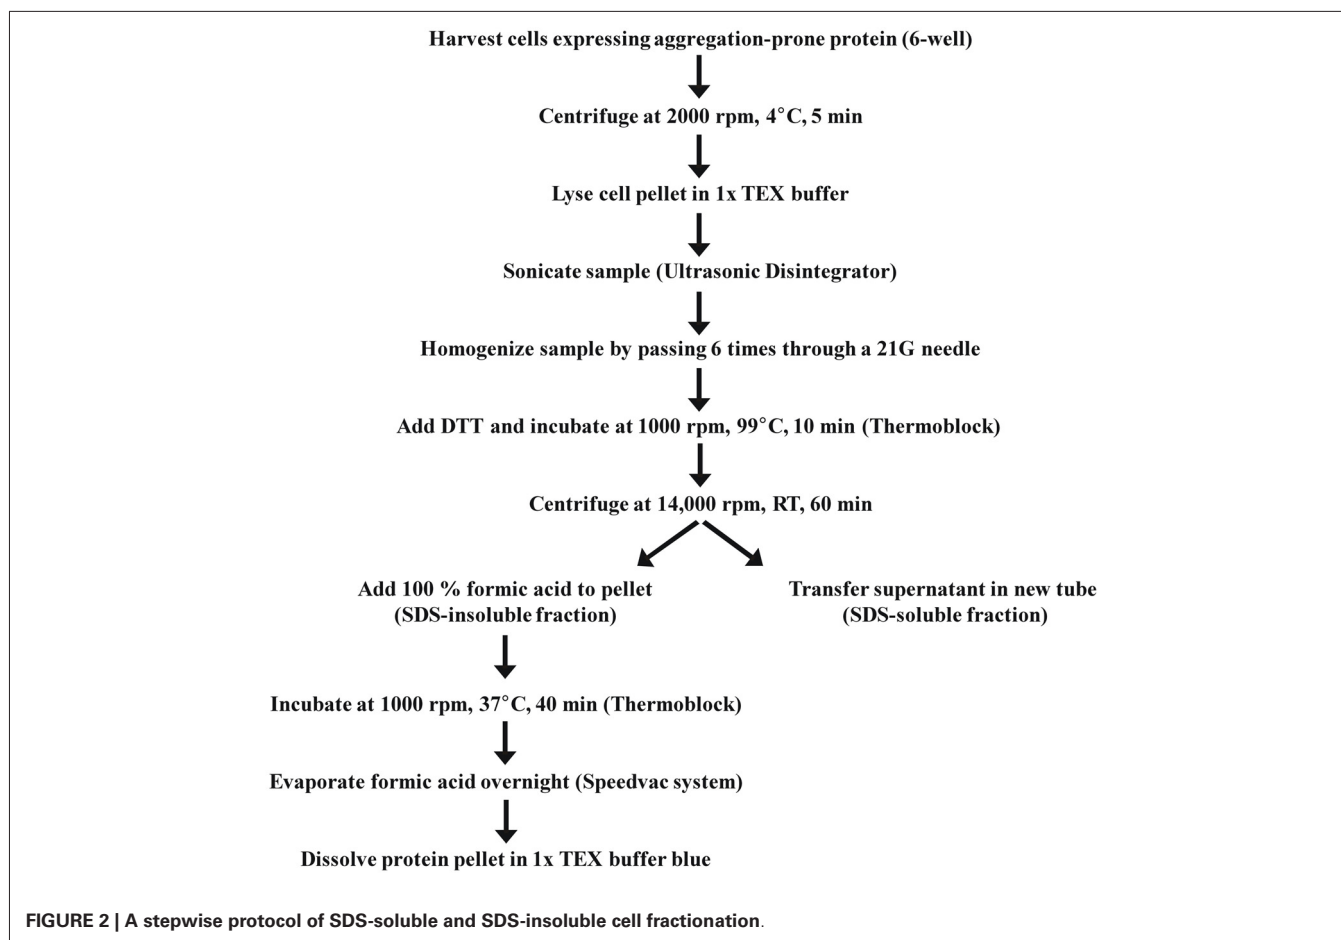 Harvest cells expressing aggregation-prone protein (6-well)
Centrifuge at 2000 rpm, 4°C, 5 min
Lyse cell pellet in 1x TEX buffer
Sonicate sample (Ultrasonic Disintegrator)
Homogenize sample by passing 6 times through a 21G needle
Add DTT and incubate at 1000 rpm, 99°C, 10 min (Thermoblock)
Centrifuge at 14,000 rpm, RT, 60 min
Add 100 % formic acid to pellet
(SDS-insoluble fraction)
Transfer supernatant in new tube
(SDS-soluble fraction)
Incubate at 1000 rpm, 37°C, 40 min (Thermoblock)
Evaporate formic acid overnight (Speedvac system)
Dissolve protein pellet in 1x TEX buffer blue
FIGURE 2 | A stepwise protocol of SDS-soluble and SDS-insoluble cell fractionation.